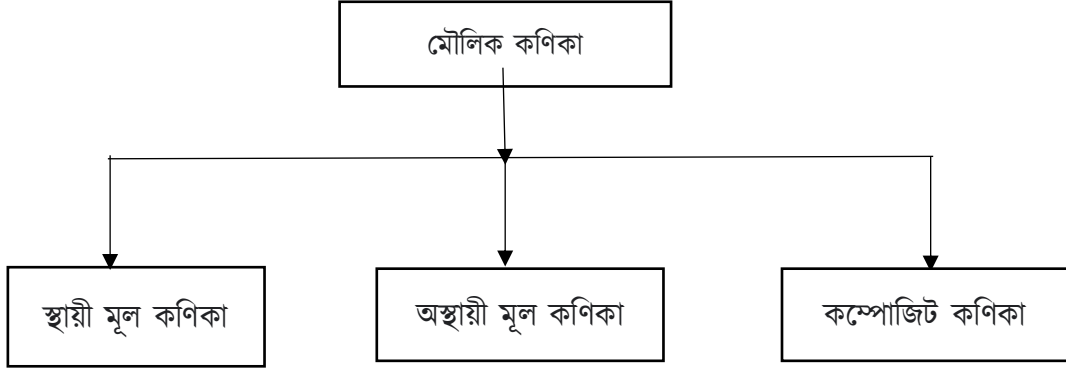 মৌলিক কণিকা
স্থায়ী মূল কণিকা
অস্থায়ী মূল কণিকা
কম্পোজিট কণিকা